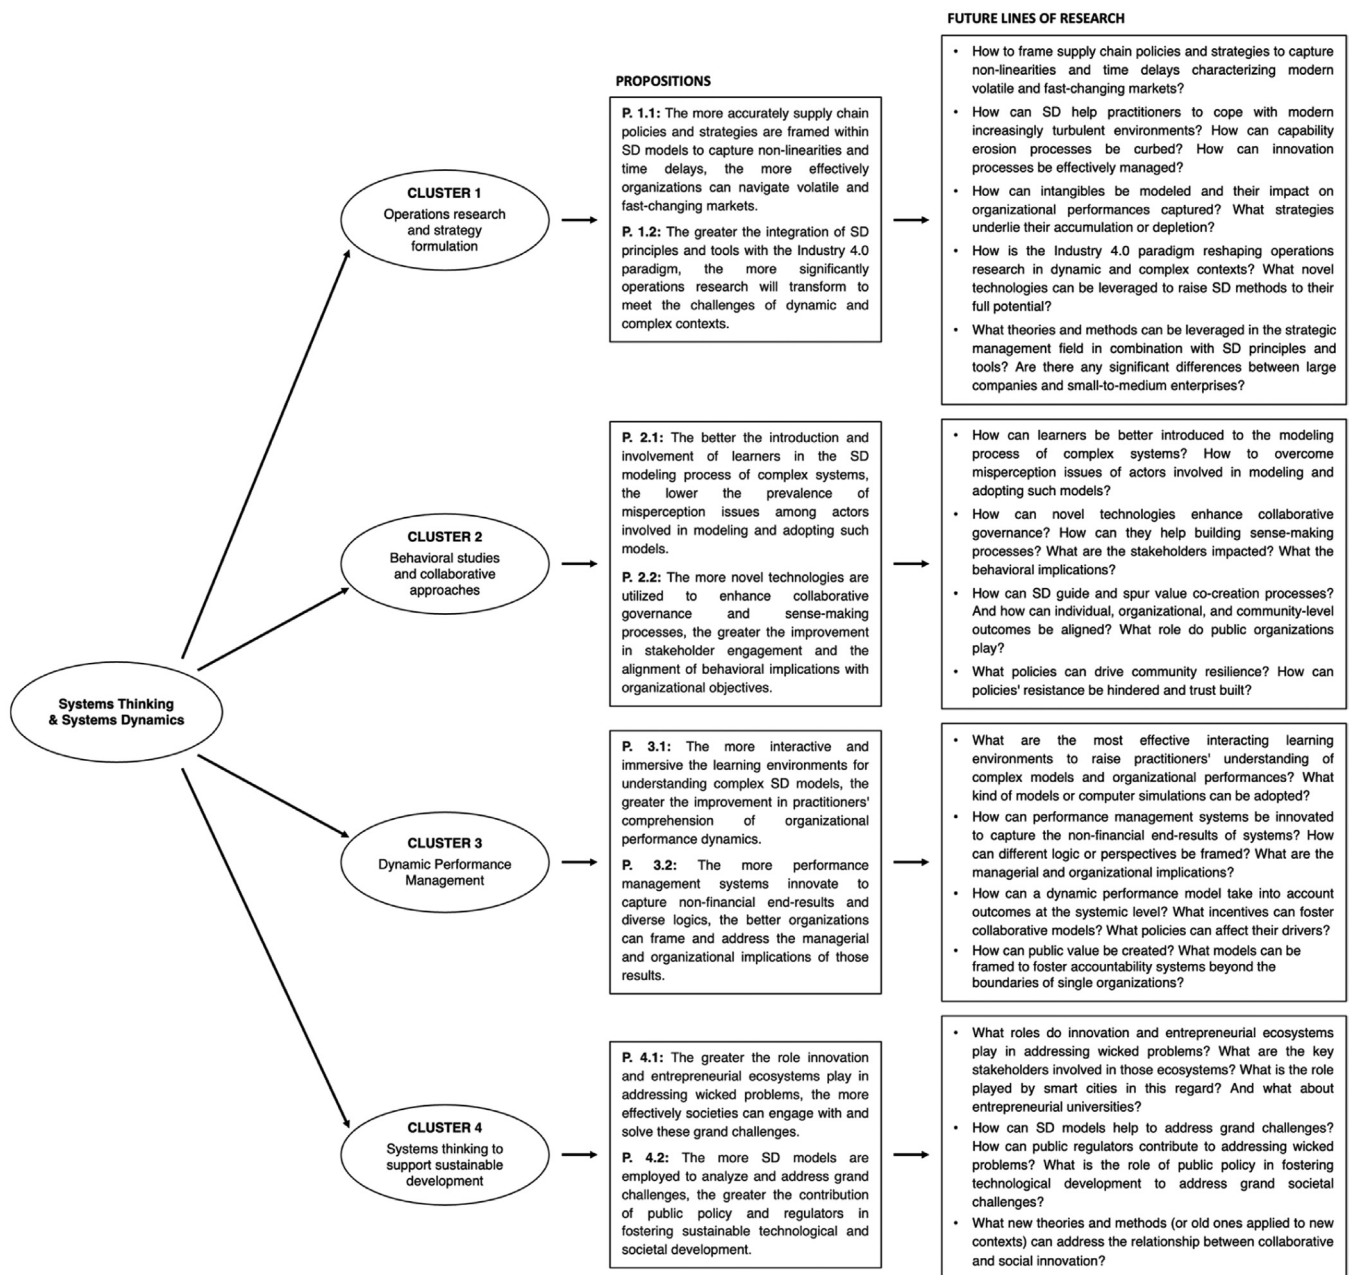 Systems Thinking
& Systems Dynamics
CLUSTER 1
Operations research
and strategy
formulation
CLUSTER 2
Behavioral studies
and collaborative
approaches
CLUSTER 3
Dynamic Performance
Management
CLUSTER 4
Systems thinking to
support sustainable
development
PROPOSITIONS
P. 1.1: The more accurately supply chain
policies and strategies are framed within
SD models to capture non-linearities and
time delays, the more effectively
organizations can navigate volatile and
fast-changing markets.
P. 1.2: The greater the integration of SD
principles and tools with the Industry 4.0
paradigm, the more significantly
operations research will transform to
meet the challenges of dynamic and
complex contexts.
P. 2.1: The better the introduction and
involvement of learners in the SD
modeling process of complex systems,
the lower the prevalence of
misperception issues among actors
involved in modeling and adopting such
models.
P. 2.2: The more novel technologies are
utilized to enhance collaborative
governance and sense-making
processes, the greater the improvement
in stakeholder engagement and the
alignment of behavioral implications with
organizational objectives.
P. 3.1: The more interactive and
immersive the learning environments for
understanding complex SD models, the
greater the improvement in practitioners'
comprehension of organizational
performance dynamics.
P. 3.2: The more performance
management systems innovate to
capture non-financial end-results and
diverse logics, the better organizations
can frame and address the managerial
and organizational implications of those
results.
P. 4.1: The greater the role innovation
and entrepreneurial ecosystems play in
addressing wicked problems, the more
effectively societies can engage with and
solve these grand challenges.
P. 4.2: The more SD models are
employed to analyze and address grand
challenges, the greater the contribution
of public policy and regulators in
fostering sustainable technological and
societal development.
FUTURE LINES OF RESEARCH
• How to frame supply chain policies and strategies to capture
non-linearities and time delays characterizing modern
volatile and fast-changing markets?
• How can SD help practitioners to cope with modern
increasingly turbulent environments? How can capability
erosion processes be curbed? How can innovation
processes be effectively managed?
• How can intangibles be modeled and their impact on
organizational performances captured? What strategies
underlie their accumulation or depletion?
• How is the Industry 4.0 paradigm reshaping operations
research in dynamic and complex contexts? What novel
technologies can be leveraged to raise SD methods to their
full potential?
• What theories and methods can be leveraged in the strategic
management field in combination with SD principles and
tools? Are there any significant differences between large
companies and small-to-medium enterprises?
• How can learners be better introduced to the modeling
process of complex systems? How to overcome
misperception issues of actors involved in modeling and
adopting such models?
• How can novel technologies enhance collaborative
governance? How can they help building sense-making
processes? What are the stakeholders impacted? What the
behavioral implications?
• How can SD guide and spur value co-creation processes?
And how can individual, organizational, and community-level
outcomes be aligned? What role do public organizations
play?
• What policies can drive community resilience? How can
policies' resistance be hindered and trust built?
• What are the most effective interacting learning
environments to raise practitioners' understanding of
complex models and organizational performances? What
kind of models or computer simulations can be adopted?
• How can performance management systems be innovated
to capture the non-financial end-results of systems? How
can different logic or perspectives be framed? What are the
managerial and organizational implications?
• How can a dynamic performance model take into account
outcomes at the systemic level? What incentives can foster
collaborative models? What policies can affect their drivers?
• How can public value be created? What models can be
framed to foster accountability systems beyond the
boundaries of single organizations?
• What roles do innovation and entrepreneurial ecosystems
play in addressing wicked problems? What are the key
stakeholders involved in those ecosystems? What is the role
played by smart cities in this regard? And what about
entrepreneurial universities?
• How can SD models help to address grand challenges?
How can public regulators contribute to addressing wicked
problems? What is the role of public policy in fostering
technological development to address grand societal
challenges?
• What new theories and methods (or old ones applied to new
contexts) can address the relationship between collaborative
and social innovation?